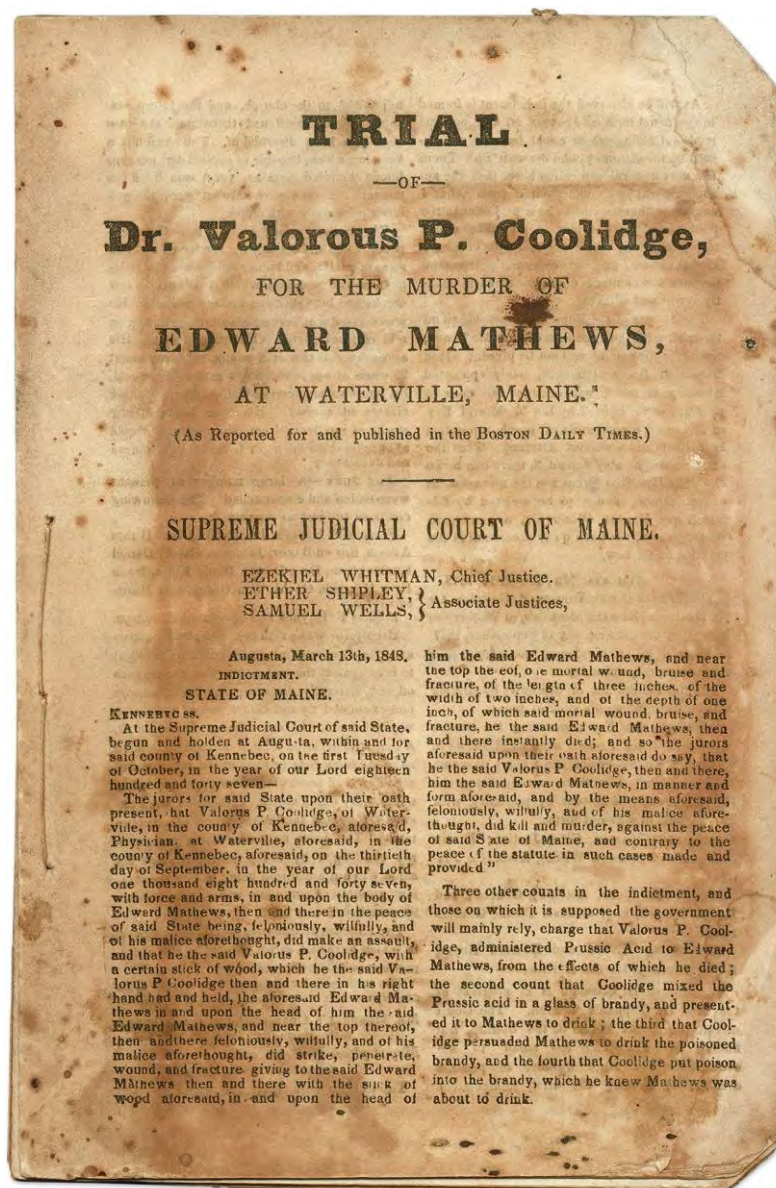 TRIAL
—OF—
Dr. Valorous P. Coolidge,
FOR THE MURDER OF
EDWARD MATHEWS,
AT WATERVILLE, MAINE.
(As Reported for and published in the BOSTON DAILY TIMES.)
SUPREME JUDICIAL COURT OF MAINE.
EZEKIEL WHITMAN, Chief Justice.
ETHER SHIPLEY,
SAMUEL WELLS, } Associate Justices,
Augusta, March 13th, 1848.
INDICTMENT.
STATE OF MAINE.
KENNEBEC SS.
At the Supreme Judicial Court of said State,
begun and holden at Augusta, within and for
said county of Kennebec, on the first Tuesday
of October, in the year of our Lord eighteen
hundred and forty seven—
The jurors for said State upon their oath
present, hat Valorus P Coolidge, of Water-
ville, in the county of Kennebec, aforesaid,
Physician, at Waterville, aforesaid, in the
county of Kennebec, aforesaid, on the thirtieth
day of September, in the year of our Lord
one thousand eight hundred and forty seven,
with force and arms, in and upon the body of
Edward Mathews, then and there in the peace
of said State being, feloniously, wilfully, and
of his malice aforethought, did make an assault,
and that he the said Valorus P. Coolidge, with
a certain stick of wood, which he the said Va-
lorus P Coolidge then and there in his right
hand had and held, the aforesaid Edward Ma-
thews in and upon the head of him the said
Edward Mathews, and near the top thereof,
then and there feloniously, wilfully, and of his
malice aforethought, did strike, penetrate,
wound, and fracture giving to the said Edward
Mathews then and there with the stick of
wood aforesaid, in and upon the head of
him the said Edward Mathews, and near
the top the eof, one mortal wound, bruise and
fracture, of the length of three inches, of the
width of two inches, and of the depth of one
inch, of which said mortal wound, bruise, and
fracture, he the said Edward Mathews, then
and there instantly died; and so the jurors
aforesaid upon their oath aforesaid do say, that
he the said Valorus P Coolidge, then and there,
him the said Edward Mathews, in manner and
form aforesaid, and by the means aforesaid,
feloniously, wilfully, and of his malice afore-
thought, did kill and murder, against the peace
of said State of Maine, and contrary to the
peace of the statute in such cases made and
provided"
Three other counts in the indictment, and
those on which it is supposed the government
will mainly rely, charge that Valorus P. Cool-
idge, administered Prussic Acid to Edward
Mathews, from the effects of which he died;
the second count that Coolidge mixed the
Prussic acid in a glass of brandy, and present-
ed it to Mathews to drink; the third that Cool-
idge persuaded Mathews to drink the poisoned
brandy, and the fourth that Coolidge put poison
into the brandy, which he knew Mathews was
about to drink.